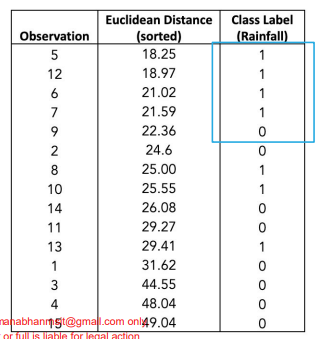 Observation Euclidean Distance (sorted) Class Label (Rainfall)
5 18.25 1
12 18.97 1
6 21.02 1
7 21.59 1
9 22.36 0
2 24.6 0
8 25.00 1
10 25.55 1
14 26.08 0
11 29.27 0
13 29.41 1
1 31.62 0
3 44.55 0
4 48.04 0
15 49.04 0
@gmail.com only
or full is liable for legal action